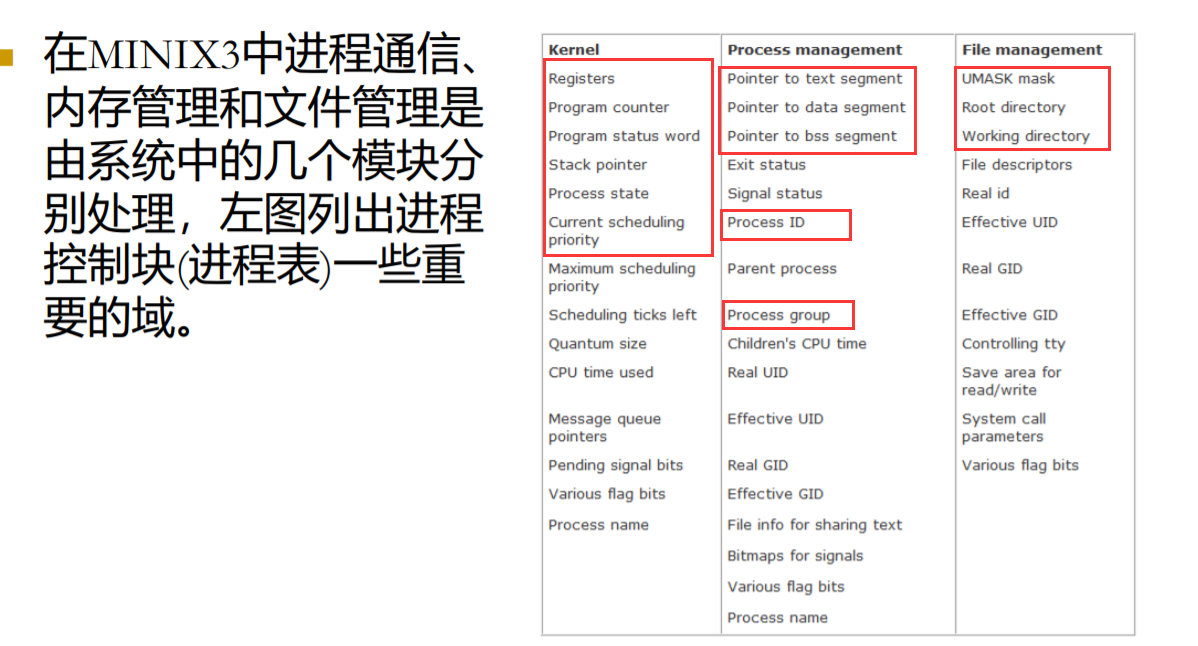 在MINIX3中进程通信、
内存管理和文件管理是
由系统中的几个模块分
别处理，左图列出进程
控制块(进程表)一些重
要的域。
Kernel
Registers
Program counter
Program status word
Stack pointer
Process state
Current scheduling
priority
Maximum scheduling
priority
Scheduling ticks left
Quantum size
CPU time used
Message queue
pointers
Pending signal bits
Various flag bits
Process name
Process management
Pointer to text segment
Pointer to data segment
Pointer to bss segment
Exit status
Signal status
Process ID
Parent process
Process group
Children's CPU time
Real UID
Effective UID
Real GID
Effective GID
File info for sharing text
Bitmaps for signals
Various flag bits
Process name
File management
UMASK mask
Root directory
Working directory
File descriptors
Real id
Effective UID
Real GID
Effective GID
Controlling tty
Save area for
read/write
System call
parameters
Various flag bits